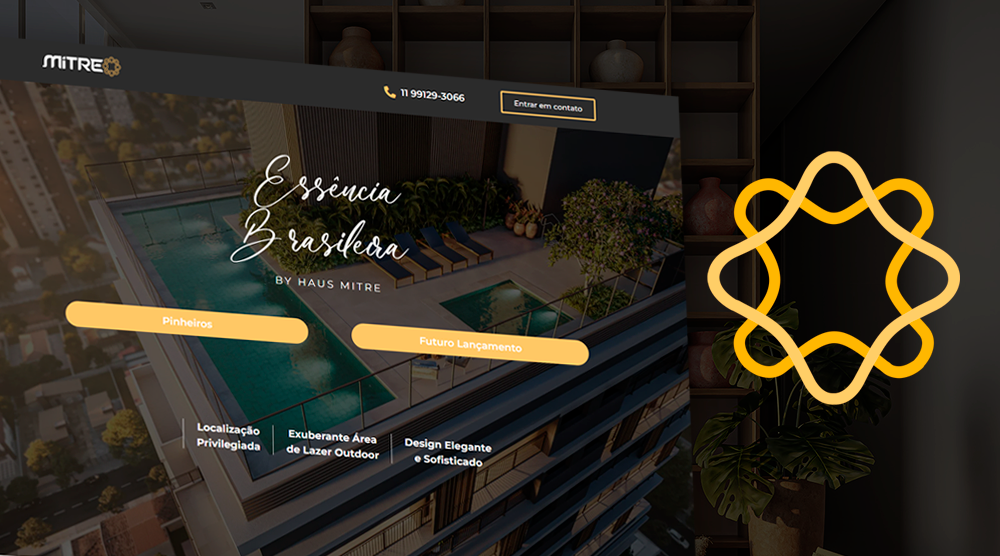 MiTRE
11 99129-3066
Entrar em contato
Essência
Brasileira
BY HAUS MITRE
Pinheiros
Futuro Lançamento
Localização
Privilegiada
Exuberante Área
de Lazer Outdoor
Design Elegante
e Sofisticado